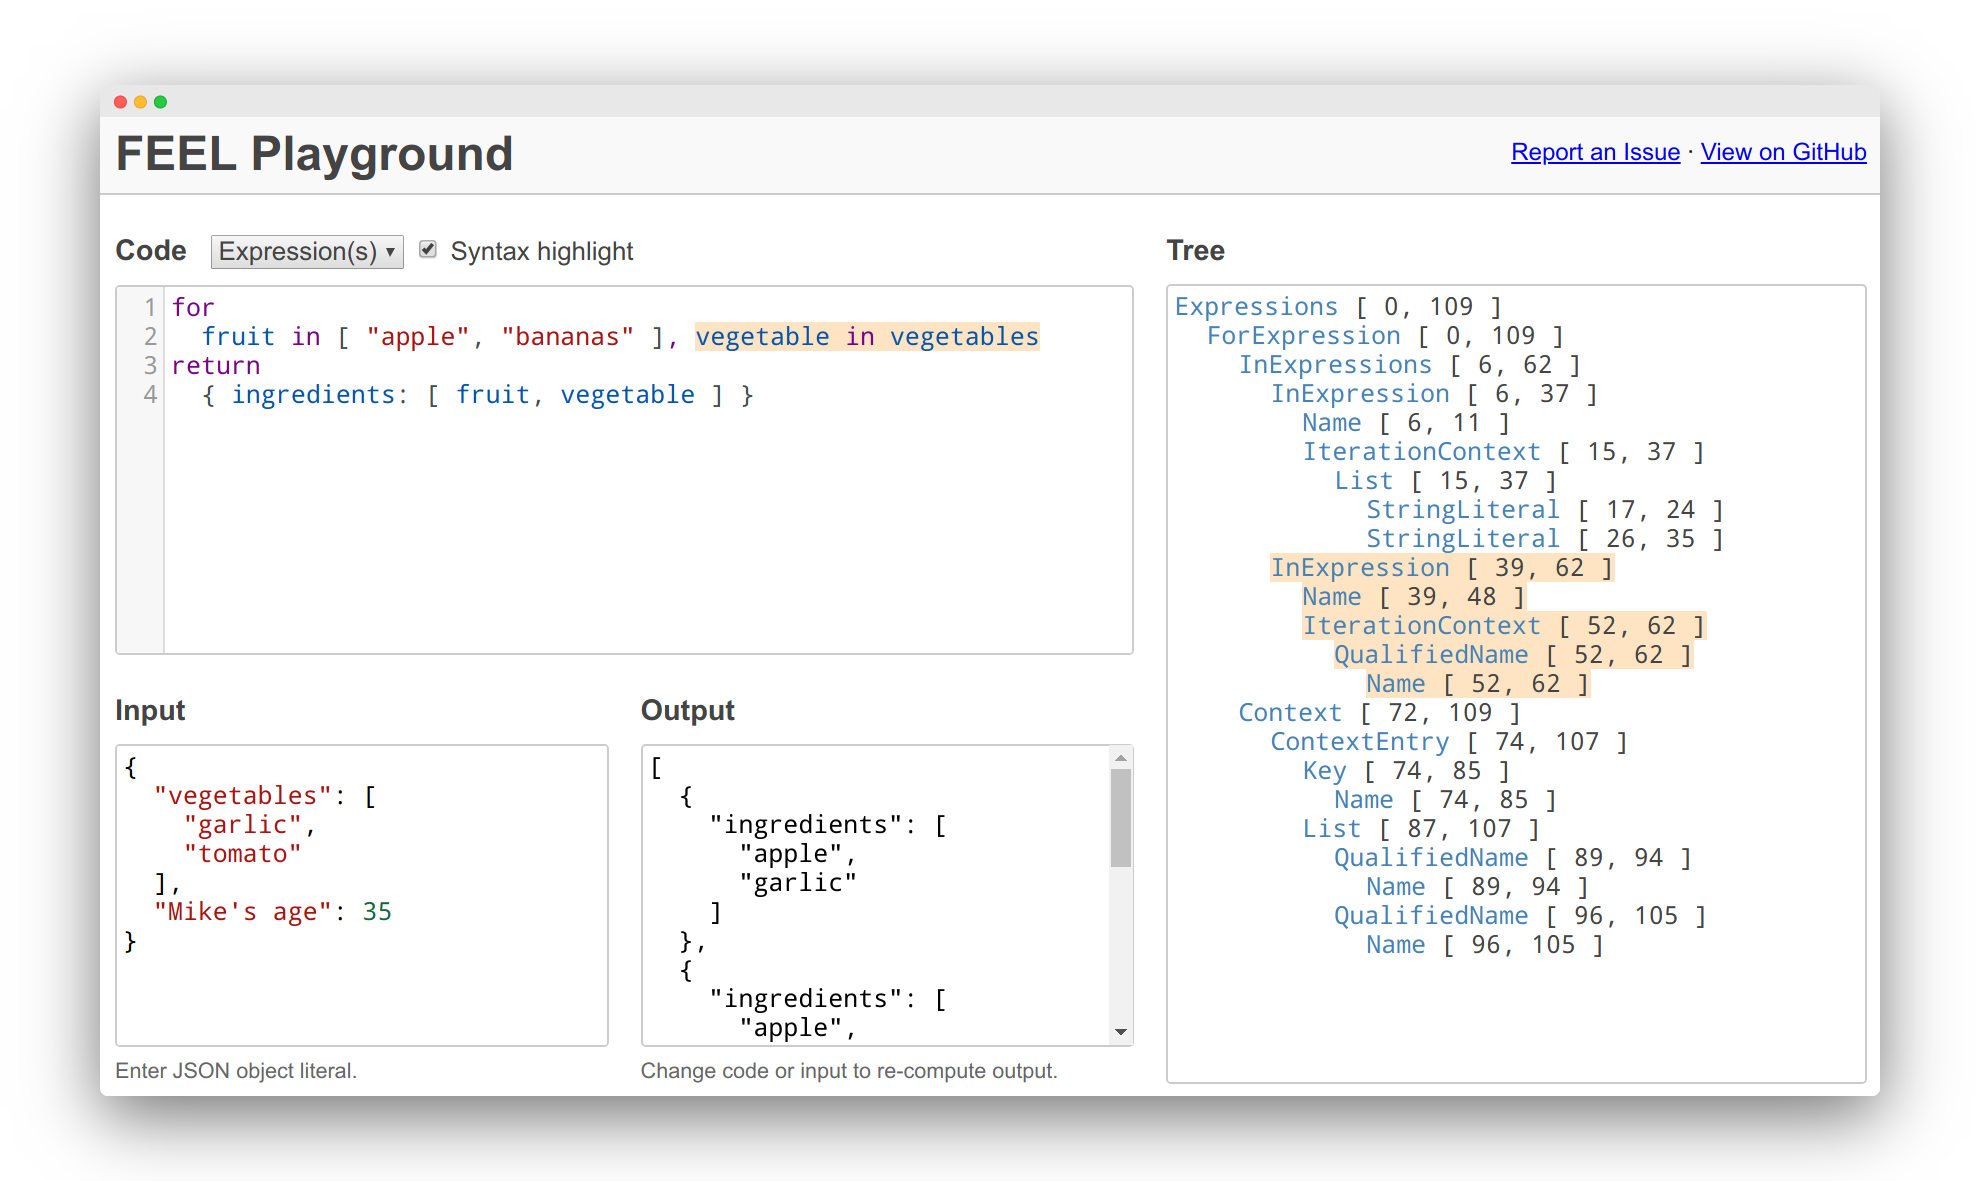 FEEL Playground
Report an Issue · View on GitHub
Code Expression(s) ▾ Syntax highlight
1 for
2   fruit in [ "apple", "bananas" ], vegetable in vegetables
3 return
4   { ingredients: [ fruit, vegetable ] }
Input
{
  "vegetables": [
    "garlic",
    "tomato"
  ],
  "Mike's age": 35
}
Enter JSON object literal.
Output
[
  {
    "ingredients": [
      "apple",
      "garlic"
    ]
  },
  {
    "ingredients": [
      "apple",
Change code or input to re-compute output.
Tree
Expressions [ 0, 109 ]
  ForExpression [ 0, 109 ]
    InExpressions [ 6, 62 ]
      InExpression [ 6, 37 ]
        Name [ 6, 11 ]
        IterationContext [ 15, 37 ]
          List [ 15, 37 ]
            StringLiteral [ 17, 24 ]
            StringLiteral [ 26, 35 ]
      InExpression [ 39, 62 ]
        Name [ 39, 48 ]
        IterationContext [ 52, 62 ]
          QualifiedName [ 52, 62 ]
            Name [ 52, 62 ]
    Context [ 72, 109 ]
      ContextEntry [ 74, 107 ]
        Key [ 74, 85 ]
          Name [ 74, 85 ]
        List [ 87, 107 ]
          QualifiedName [ 89, 94 ]
            Name [ 89, 94 ]
          QualifiedName [ 96, 105 ]
            Name [ 96, 105 ]